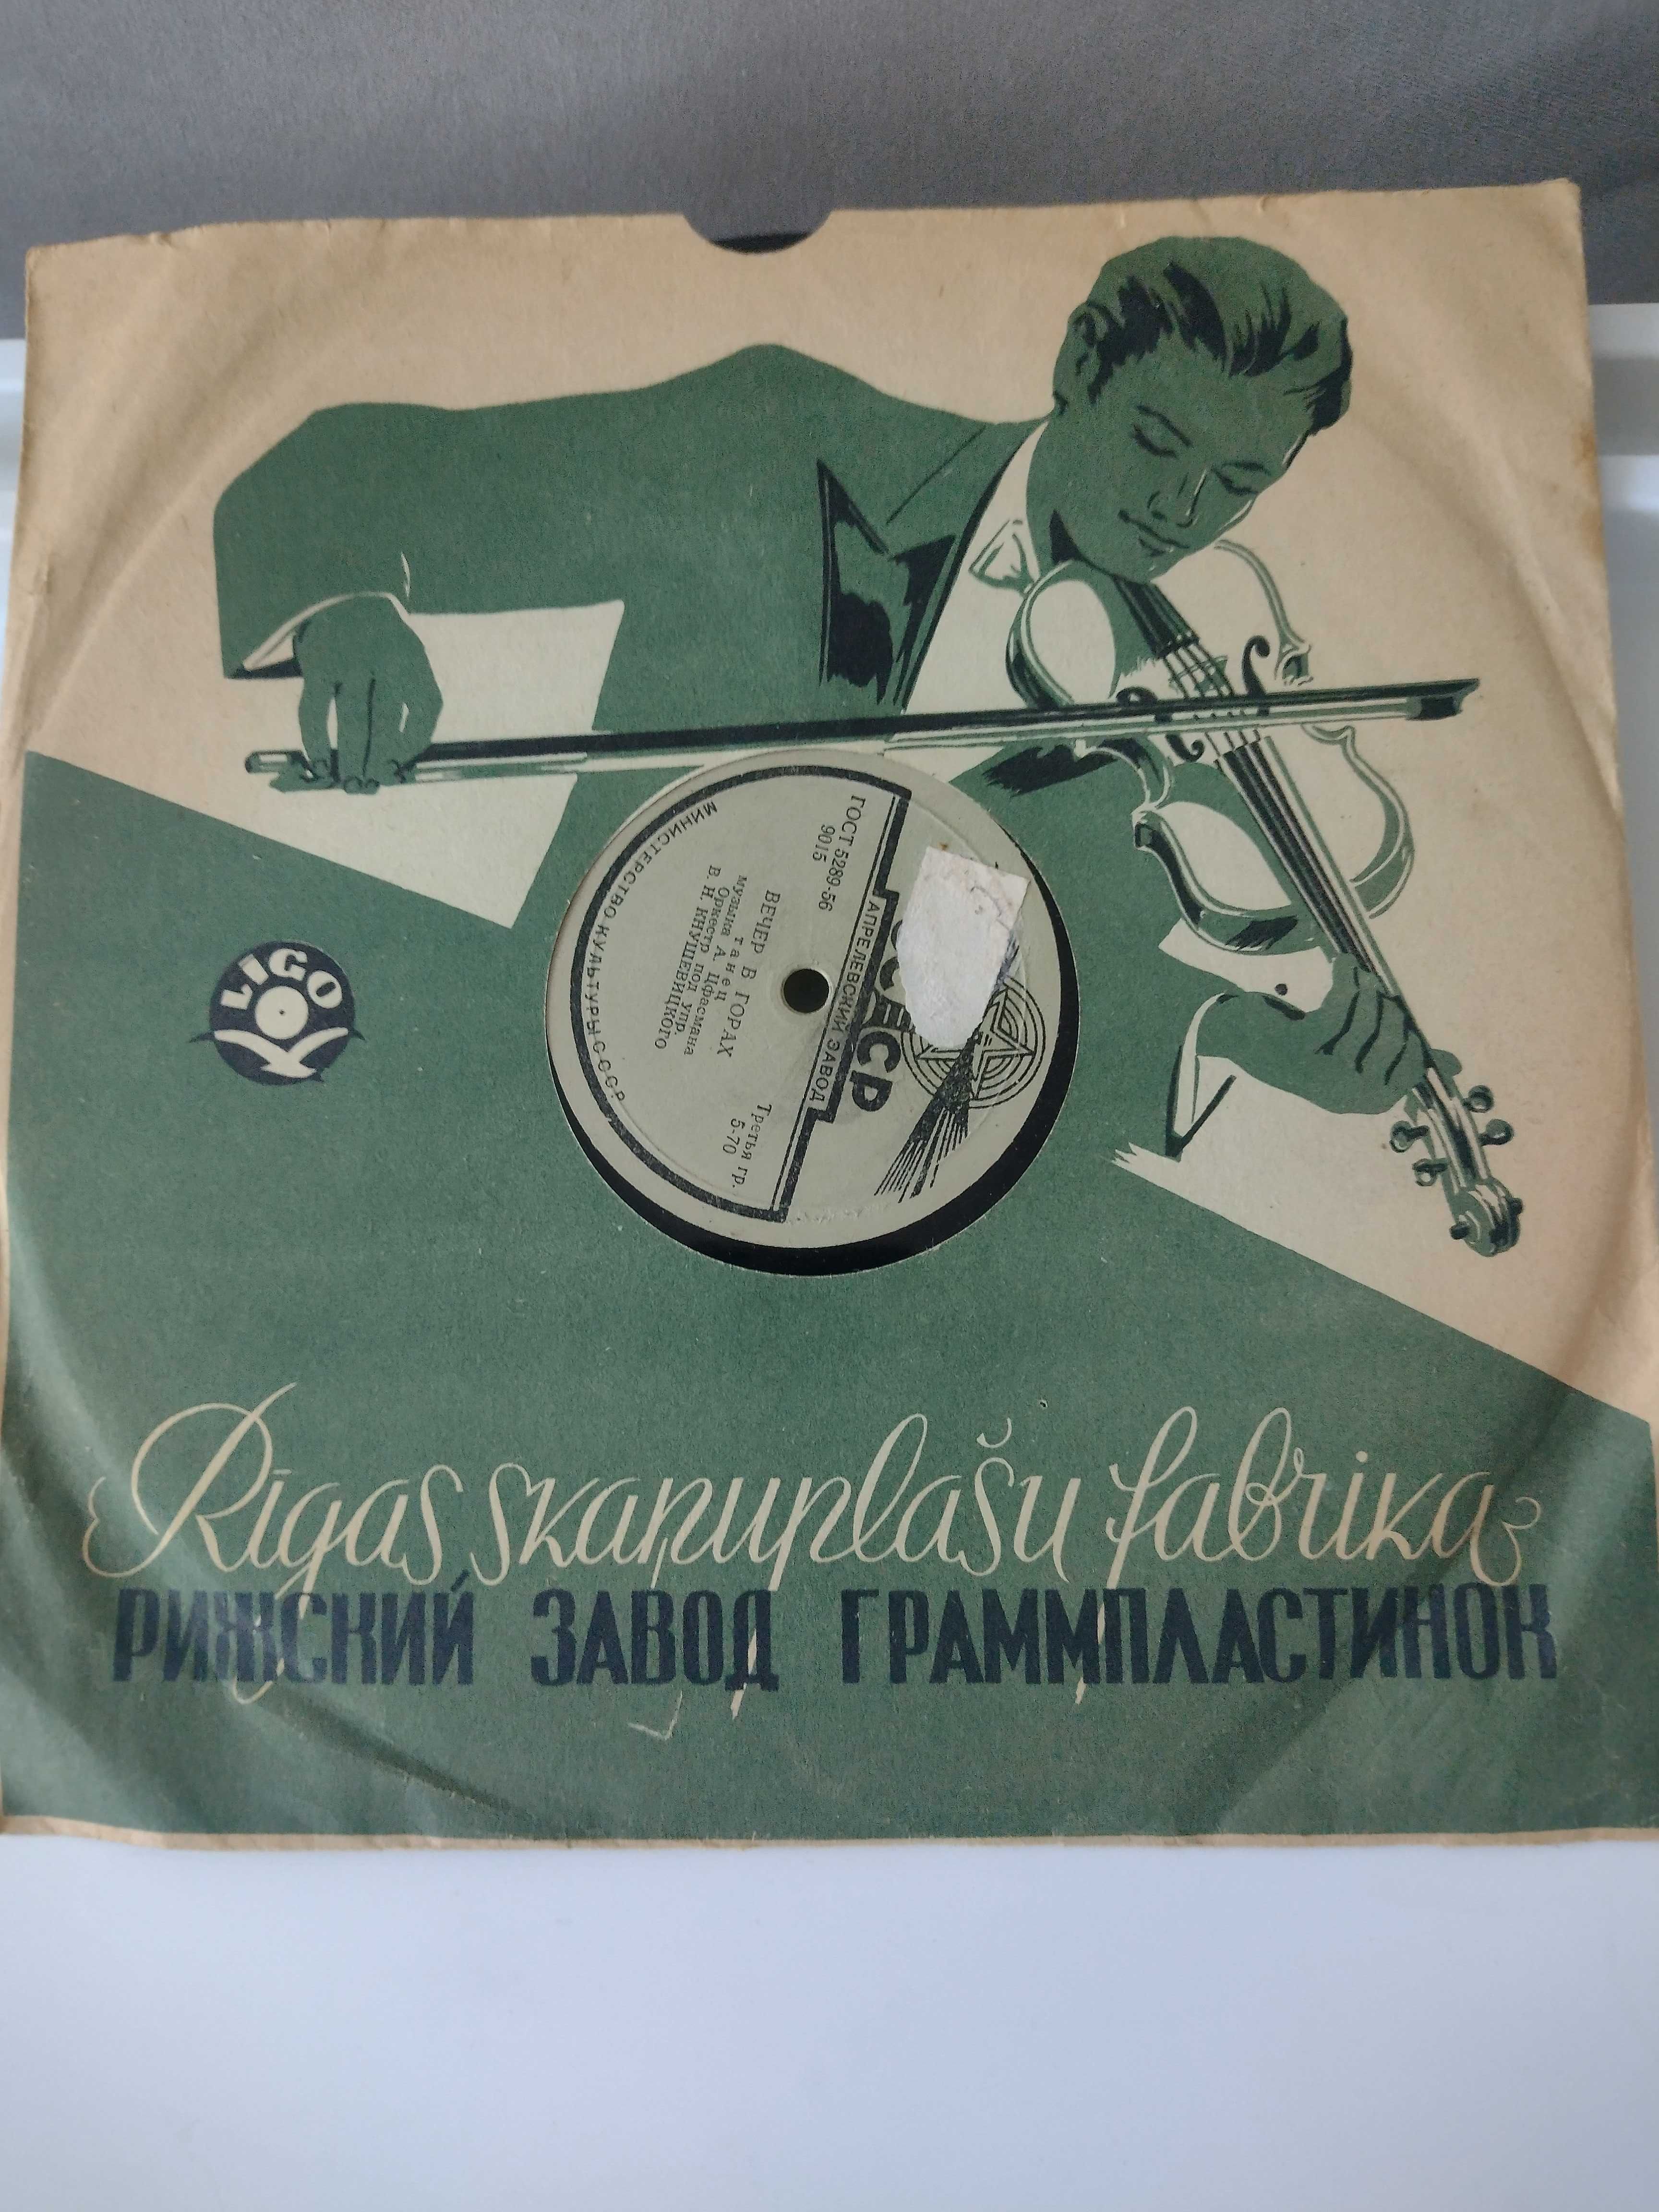 LIGO
МИНИСТЕРСТВО КУЛЬТУРЫ СССР
АПРЕЛЕВСКИЙ ЗАВОД
ГОСТ 5289-56
9015
Третья гр.
5-70
ВЕЧЕР В ГОРАХ
танец
музыка А. Цфасмана
Оркестр под упр.
В. Н. КНУШЕВИЦКОГО
Rīgas skaņuplašu fabrika
РИЖСКИЙ ЗАВОД ГРАММПЛАСТИНОК